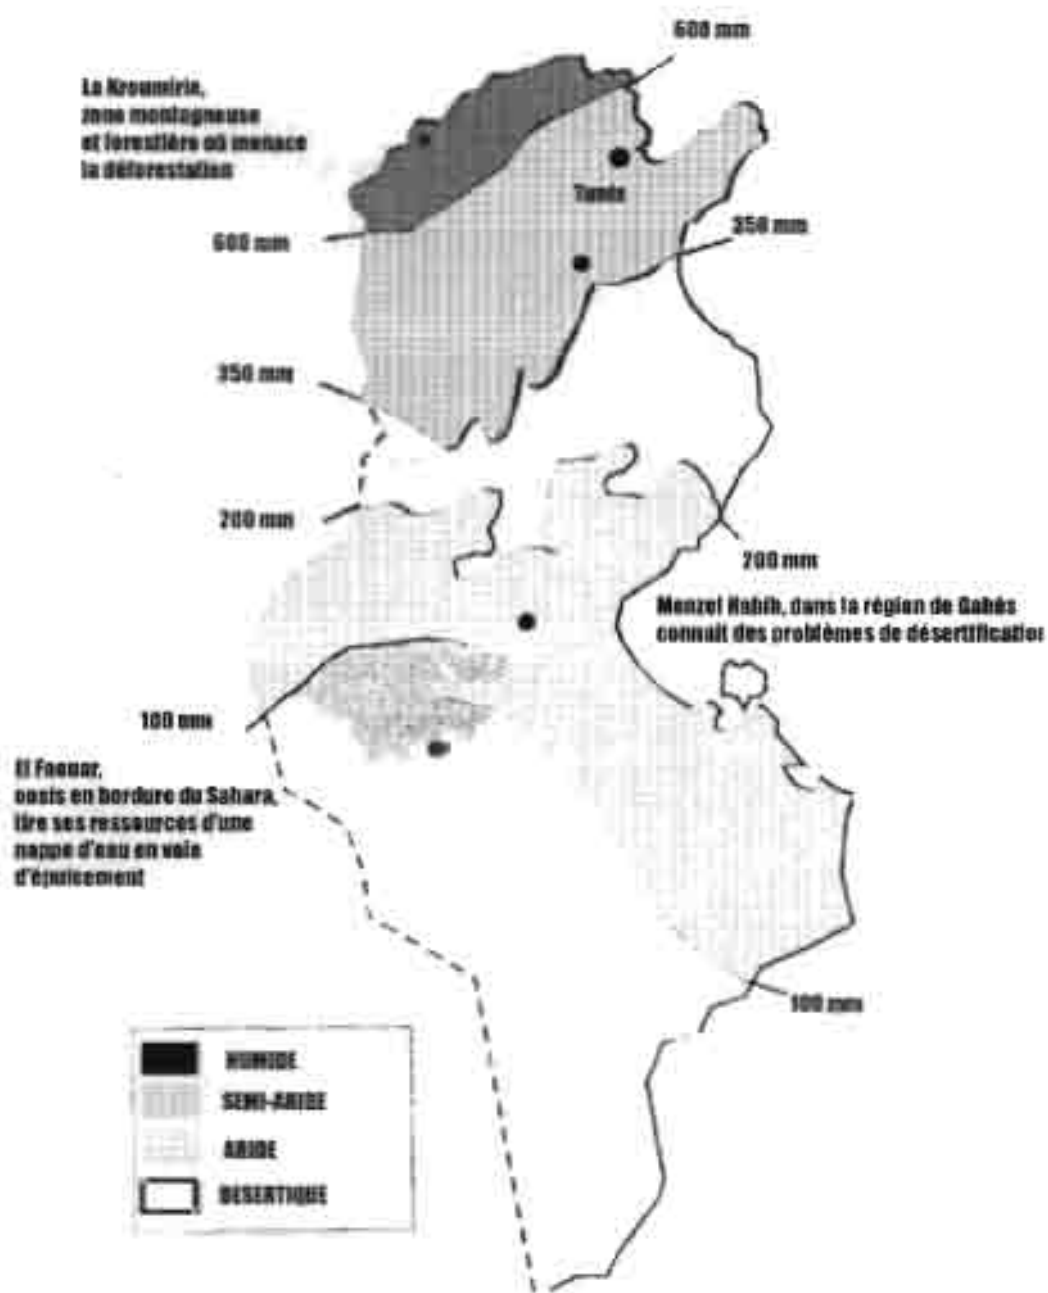 600 mm
La Kroumirie,
zone montagneuse
et forestière où menace
la déforestation
Tunis
600 mm
350 mm
350 mm
200 mm
200 mm
Menzel Habib, dans la région de Gabès
connaît des problèmes de désertification
100 mm
El Faouar,
oasis en bordure du Sahara,
tire ses ressources d'une
nappe d'eau en voie
d'épuisement
100 mm
HUMIDE
SEMI-ARIDE
ARIDE
DESERTIQUE